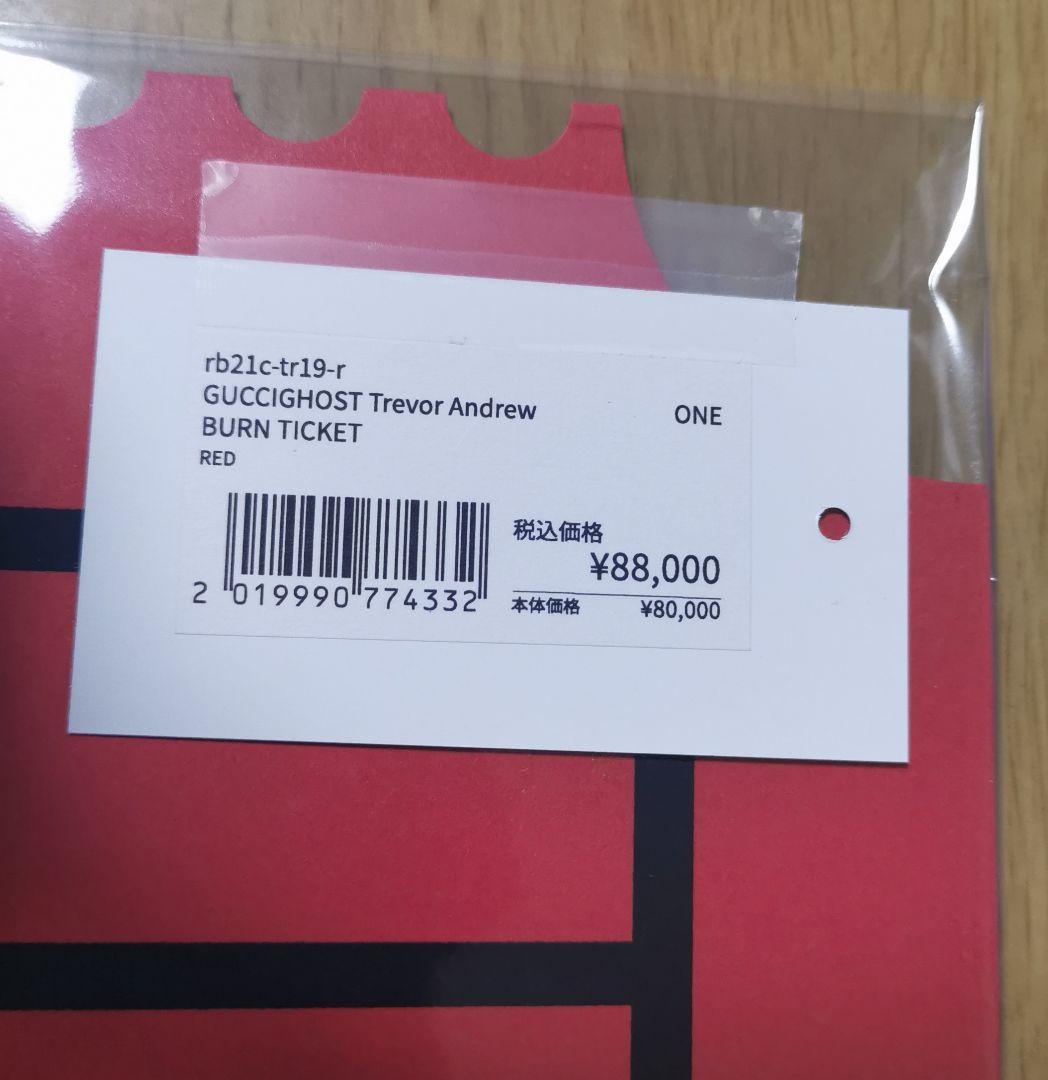 rb21c-tr19-r
GUCCIGHOST Trevor Andrew
ONE
BURN TICKET
RED
税込価格
¥88,000
本体価格 ¥80,000
2 019990 774332